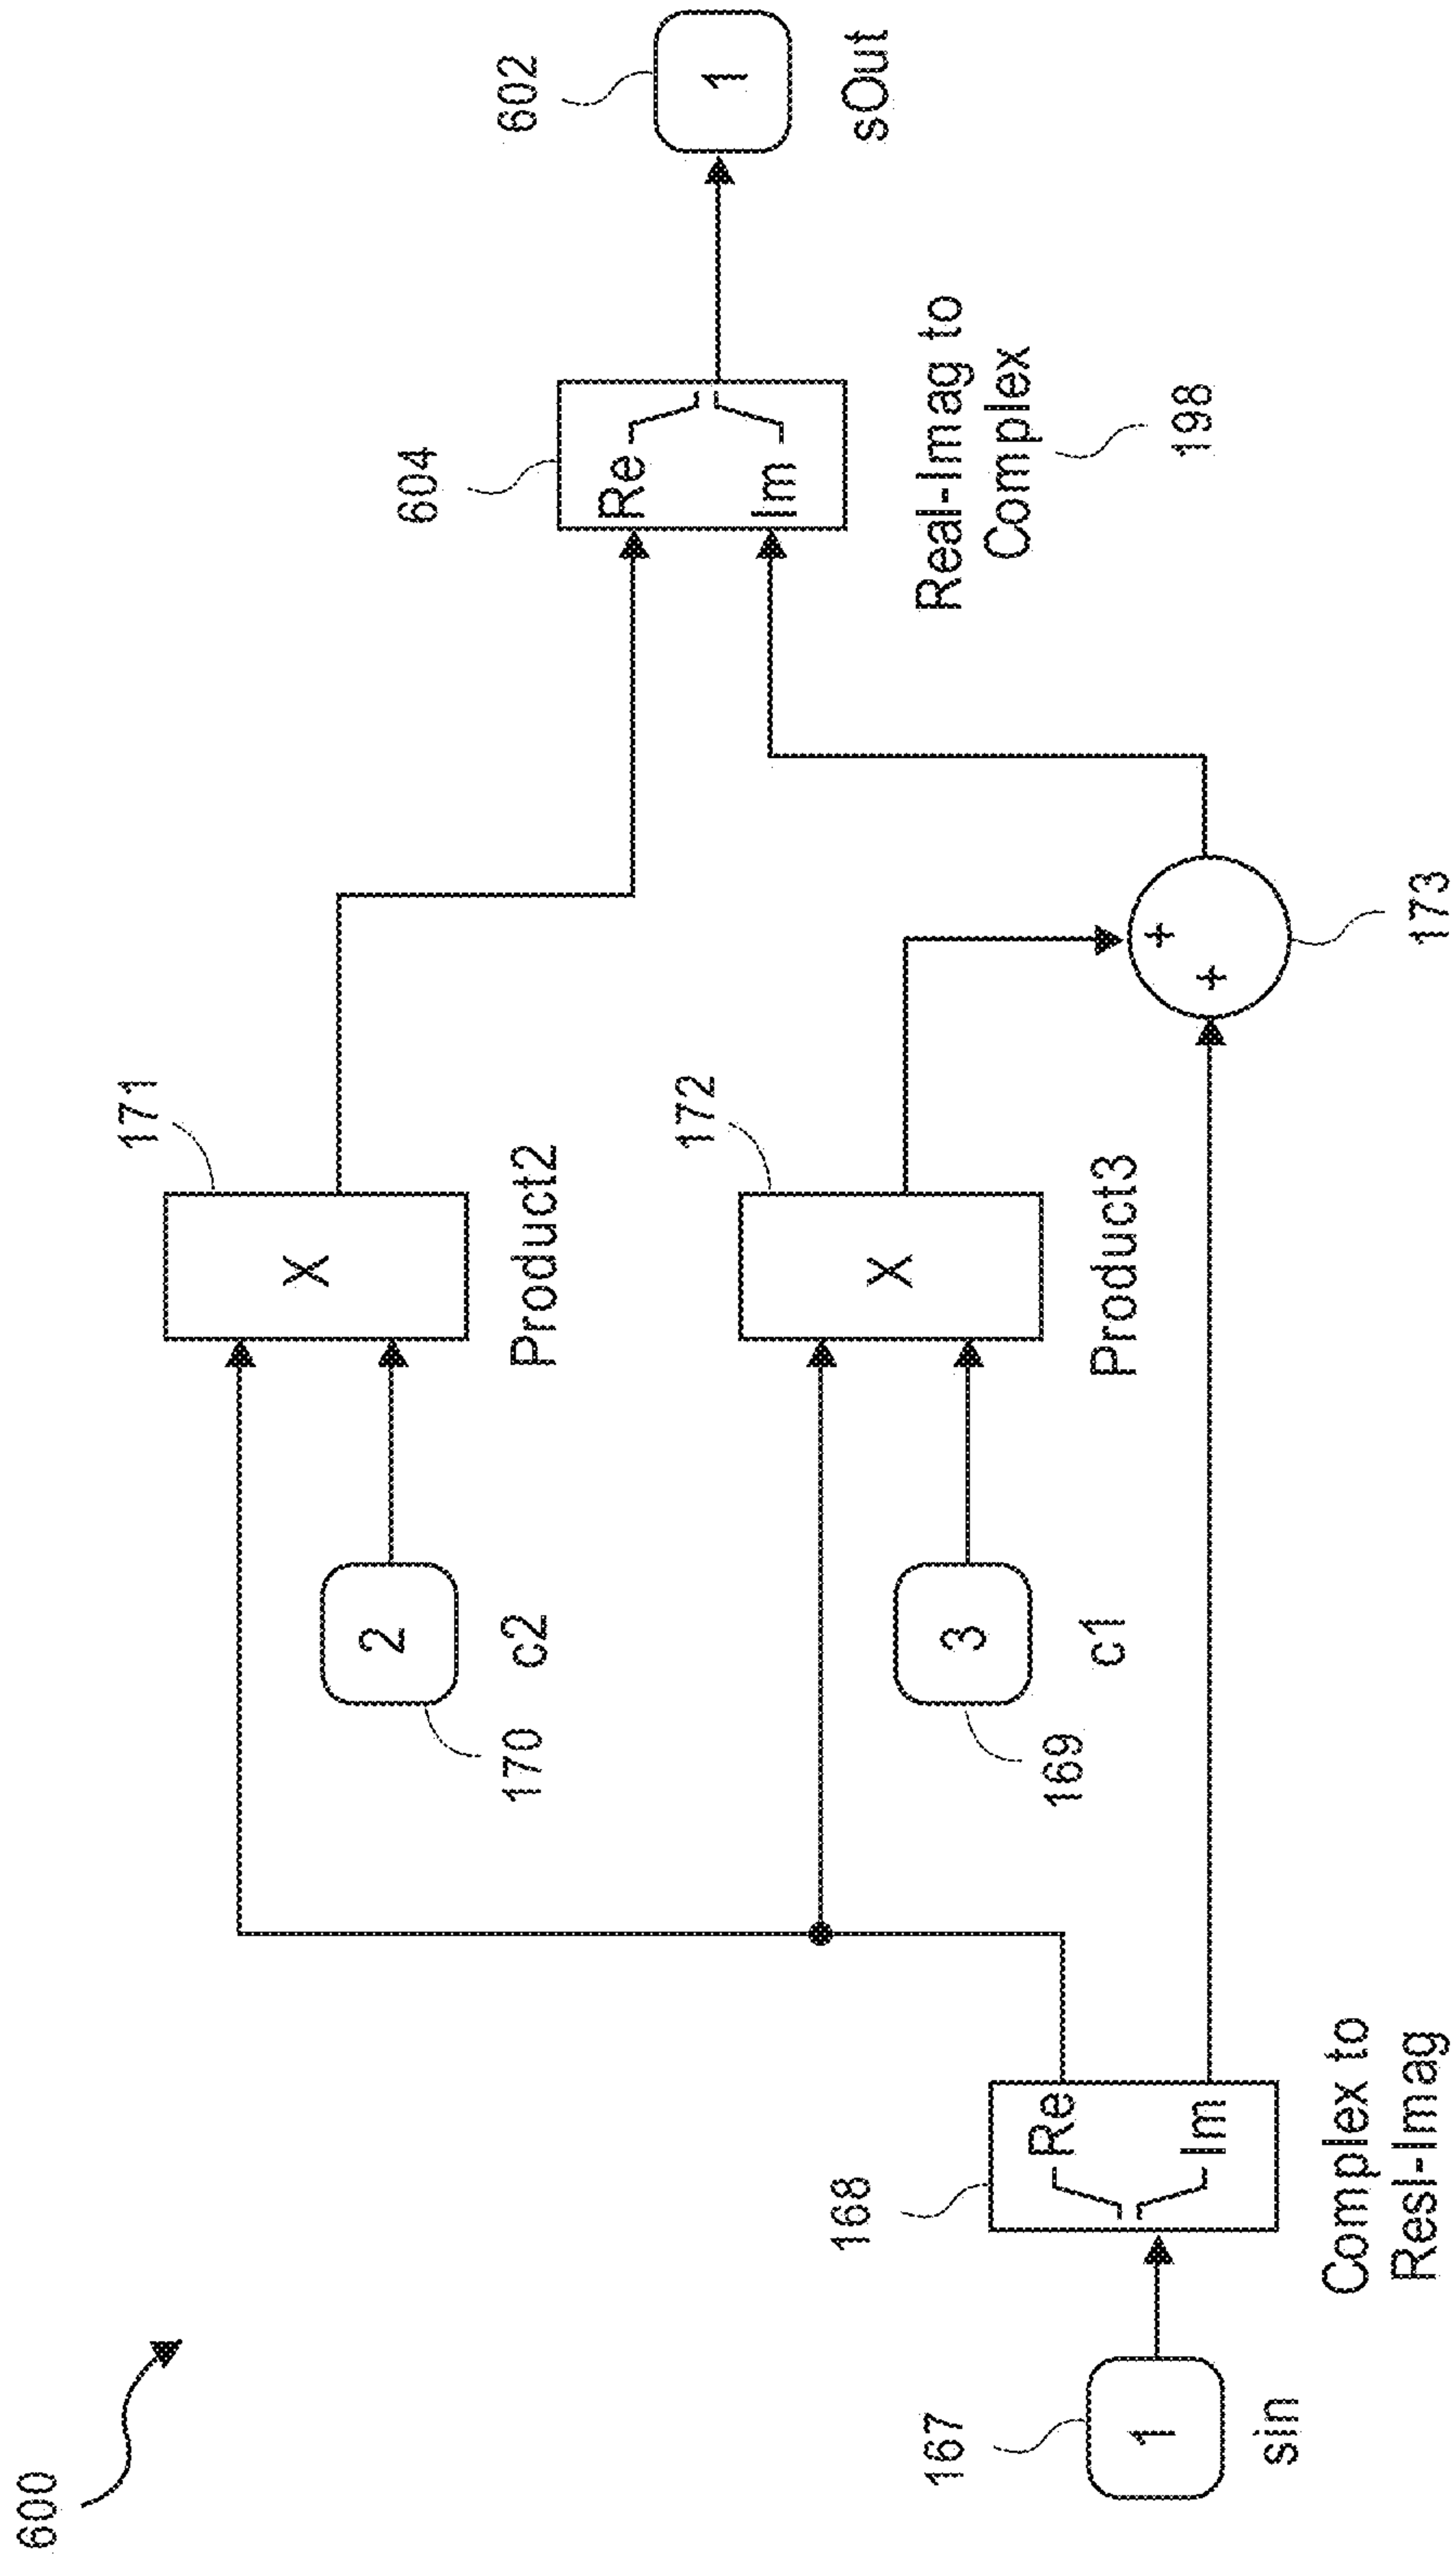 600
171
X
Product2
2
c2
170
172
X
Product3
3
c1
169
604
Re
Im
Real-Imag to
Complex
198
602
1
sOut
168
Re
Im
Complex to
Resl-Imag
167
1
sin
+
+
173